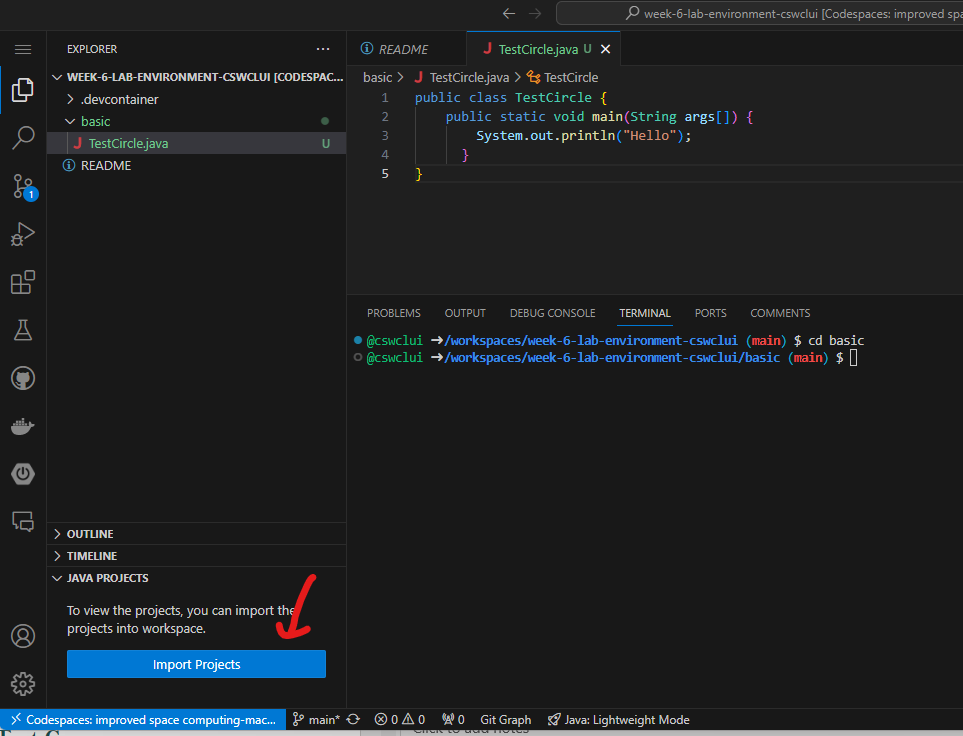 week-6-lab-environment-cswclui [Codespaces: improved spa
EXPLORER
WEEK-6-LAB-ENVIRONMENT-CSWCLUI [CODESPAC...
.devcontainer
basic
J TestCircle.java U
README
OUTLINE
TIMELINE
JAVA PROJECTS
To view the projects, you can import the
projects into workspace.
Import Projects
1
README
J TestCircle.java U
basic > J TestCircle.java > TestCircle
1 public class TestCircle {
2 public static void main(String args[]) {
3 System.out.println("Hello");
4 }
5 }
PROBLEMS OUTPUT DEBUG CONSOLE TERMINAL PORTS COMMENTS
@cswclui ➜/workspaces/week-6-lab-environment-cswclui (main) $ cd basic
@cswclui ➜/workspaces/week-6-lab-environment-cswclui/basic (main) $
Codespaces: improved space computing-mac... main* 0 0 0 Git Graph Java: Lightweight Mode